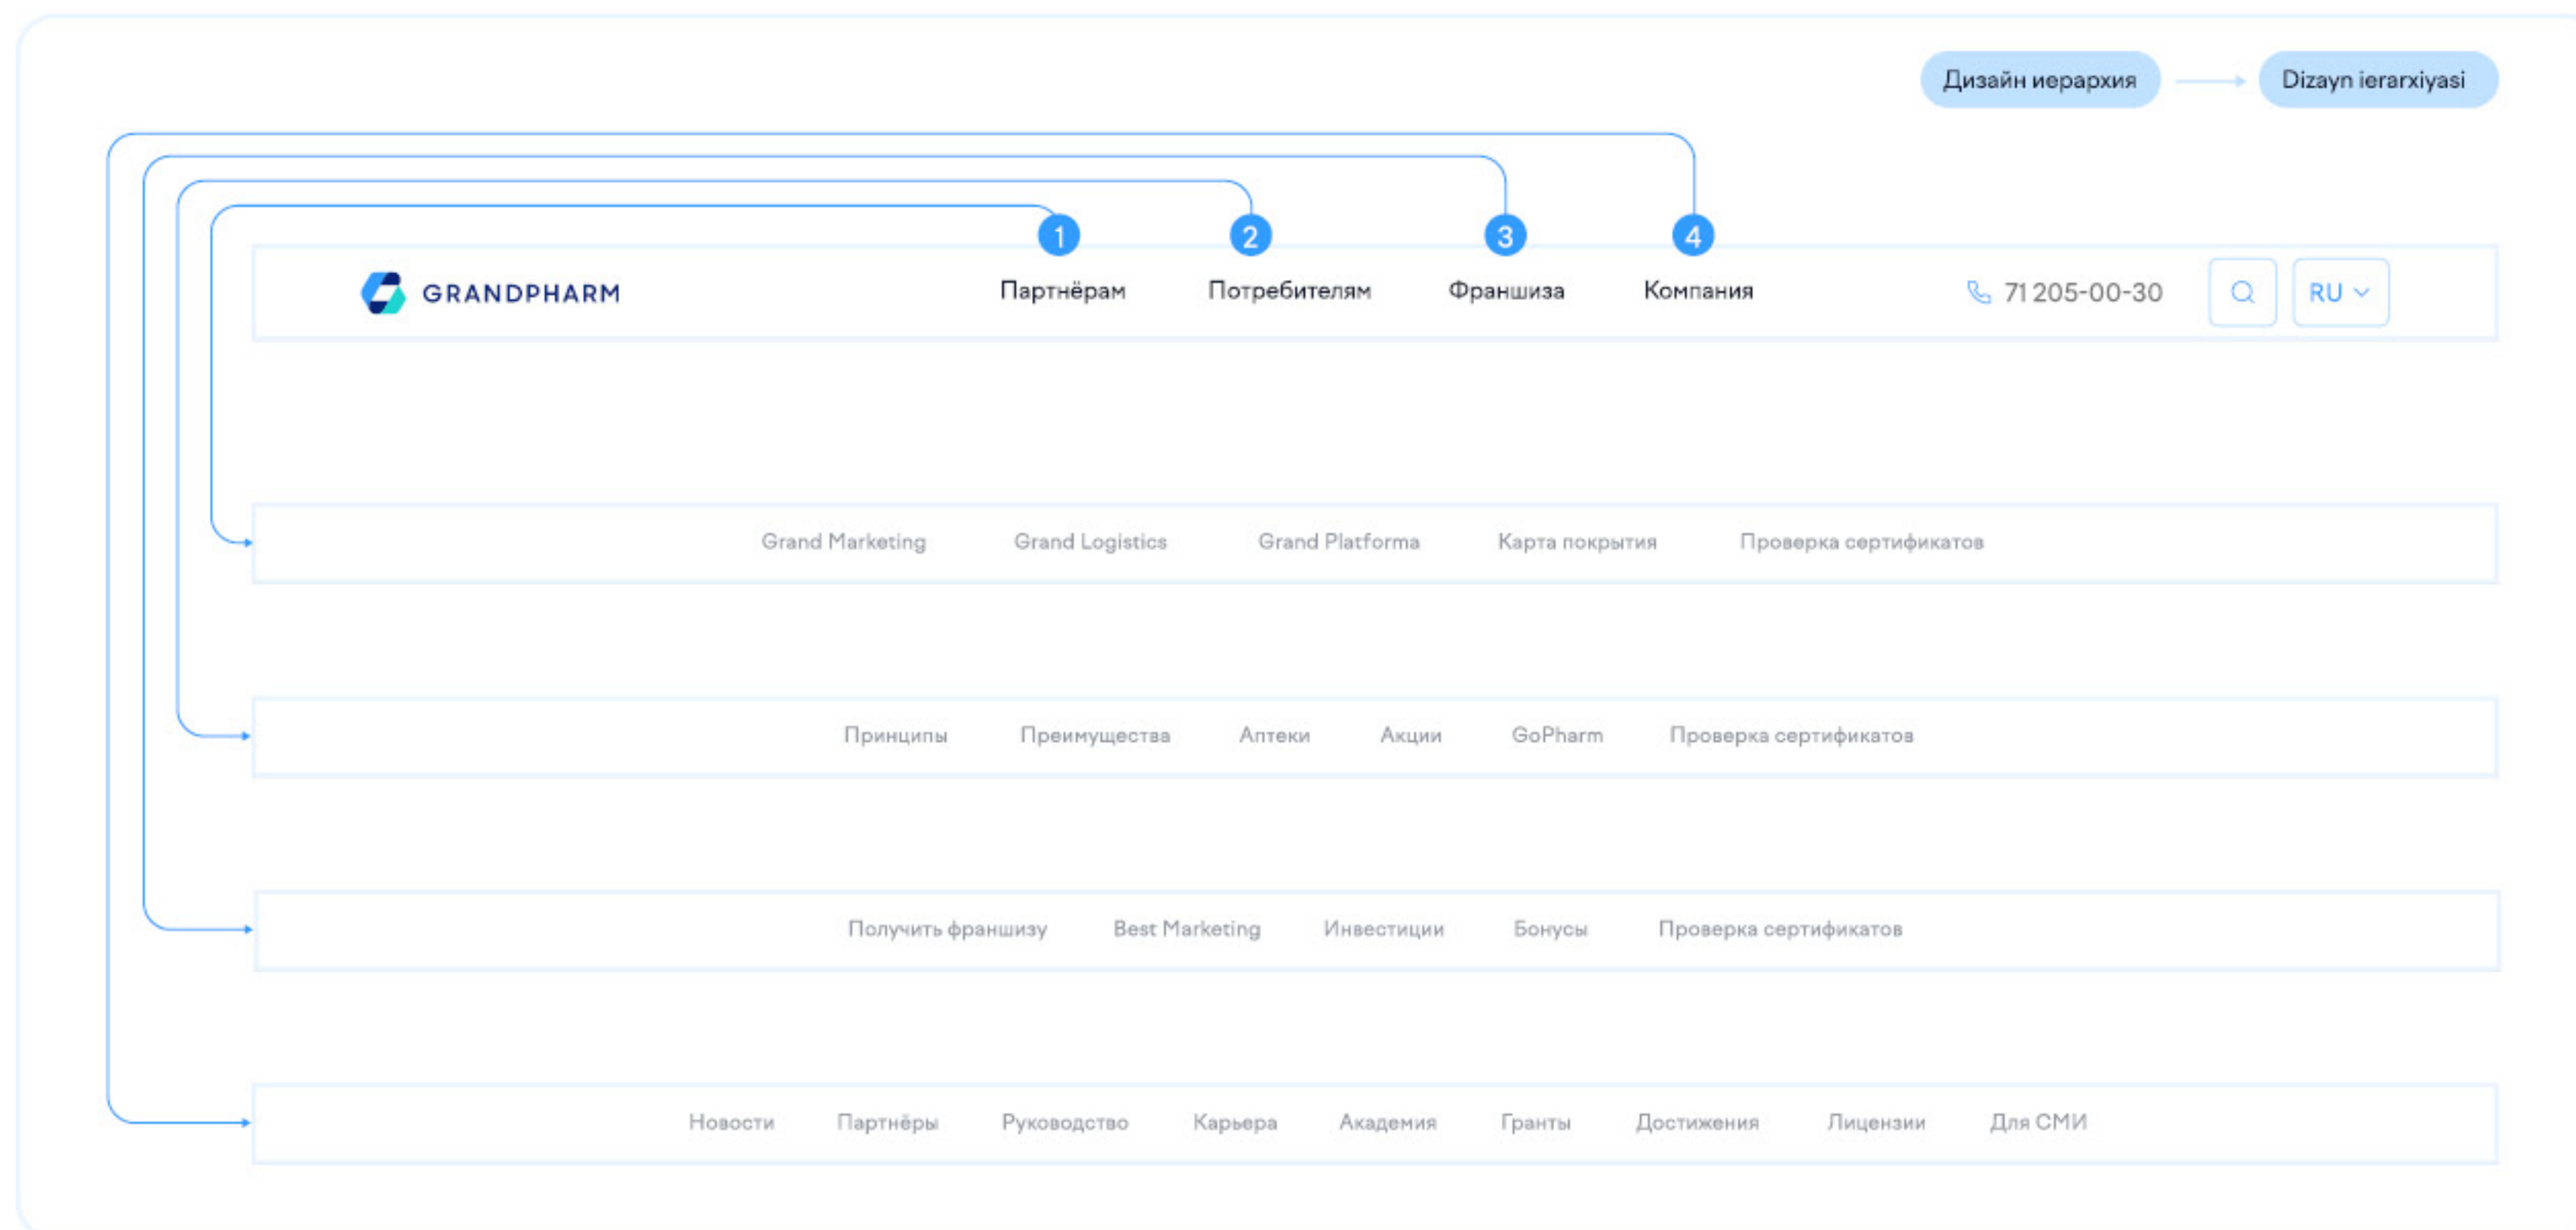 Дизайн иерархия Dizayn ierarxiyasi
1 2 3 4
GRANDPHARM Партнёрам Потребителям Франшиза Компания 71 205-00-30 RU
Grand Marketing Grand Logistics Grand Platforma Карта покрытия Проверка сертификатов
Принципы Преимущества Аптеки Акции GoPharm Проверка сертификатов
Получить франшизу Best Marketing Инвестиции Бонусы Проверка сертификатов
Новости Партнёры Руководство Карьера Академия Гранты Достижения Лицензии Для СМИ